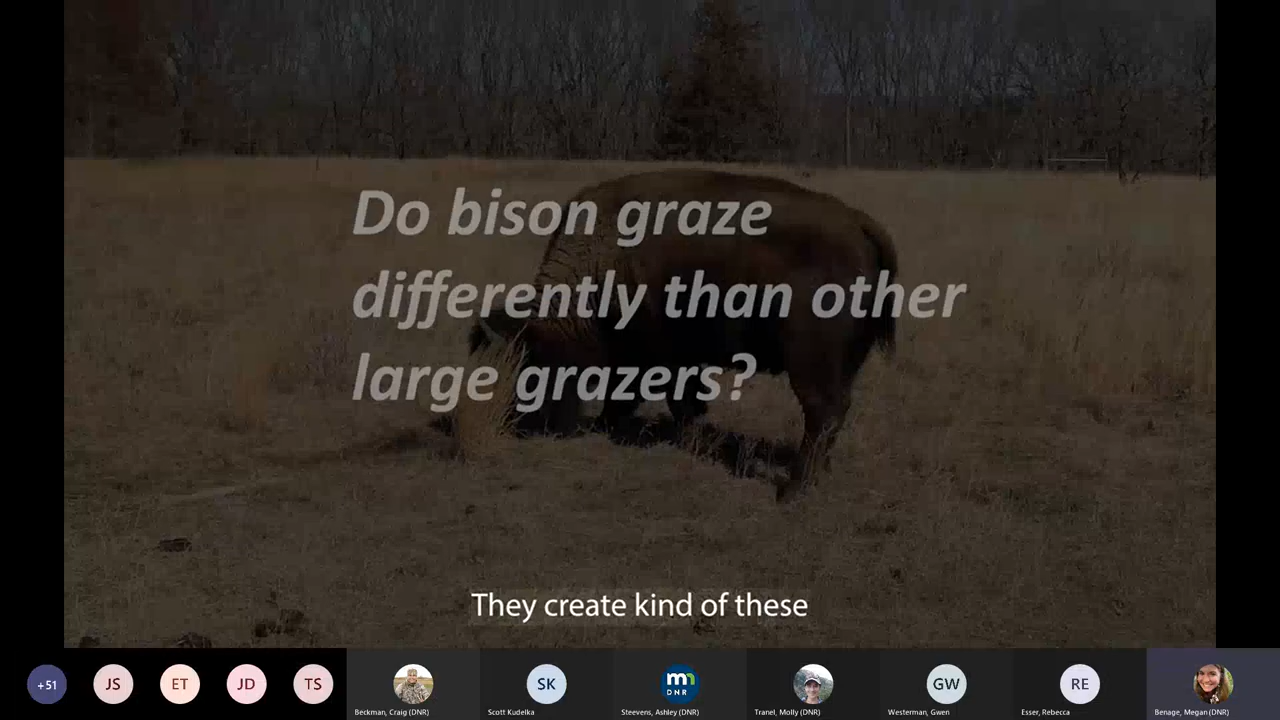 Do bison graze
differently than other
large grazers?
They create kind of these
+51
JS
ET
JD
TS
Beckman, Craig (DNR)
SK
Scott Kudelka
mn
DNR
Steevens, Ashley (DNR)
Tranel, Molly (DNR)
GW
Westerman, Gwen
RE
Esser, Rebecca
Benage, Megan (DNR)